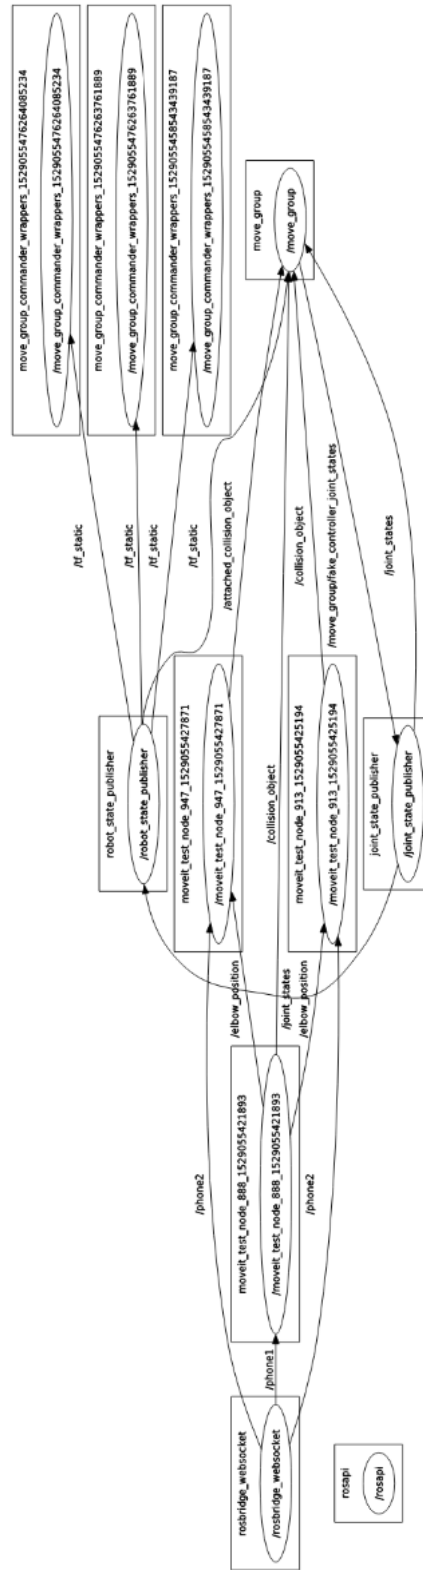 move_group_commander_wrappers_1529055476264085234
/move_group_commander_wrappers_1529055476264085234
move_group_commander_wrappers_1529055476263761889
/move_group_commander_wrappers_1529055476263761889
move_group_commander_wrappers_1529055458543439187
/move_group_commander_wrappers_1529055458543439187
move_group
/move_group
/tf_static
/tf_static
/tf_static
/tf_static
/attached_collision_object
/collision_object
/move_group/fake_controller_joint_states
/joint_states
robot_state_publisher
/robot_state_publisher
moveit_test_node_947_1529055427871
/moveit_test_node_947_1529055427871
/collision_object
moveit_test_node_913_1529055425194
/moveit_test_node_913_1529055425194
joint_state_publisher
/joint_state_publisher
/elbow_position
/joint_states
/elbow_position
/phone2
moveit_test_node_888_1529055421893
/moveit_test_node_888_1529055421893
/phone2
/phone1
rosbridge_websocket
/rosbridge_websocket
rosapi
/rosapi